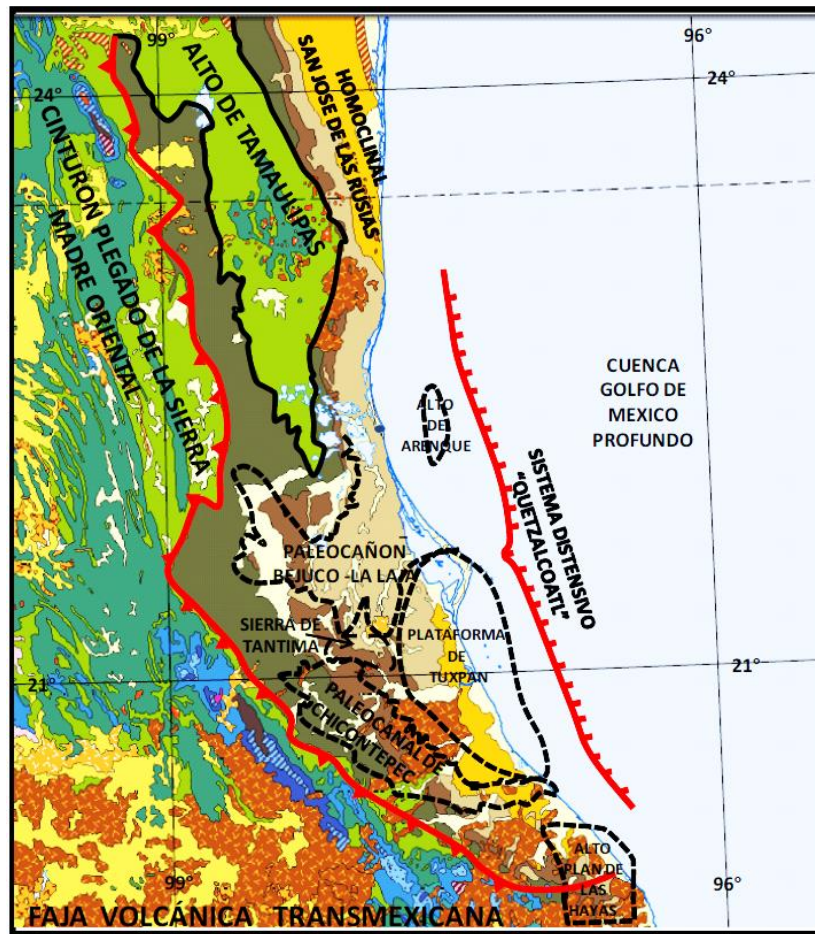 99°
96°
24°
24°
ALTO DE TAMAULIPAS
HOMOCLINAL
SAN JOSE DE LAS RUSIAS
CINTURON PLEGADO DE LA SIERRA
MADRE ORIENTAL
CUENCA
GOLFO DE
MEXICO
PROFUNDO
ALTO
DE
ARENQUE
SISTEMA DISTENSIVO
"QUETZALCOATL"
PALEOCAÑON
BEJUCO -LA LAJA
SIERRA DE
TANTIMA
PLATAFORMA
DE
TUXPAN
21°
21°
PALEOCANAL DE
CHICONTEPEC
ALTO
PLAN DE
LAS
HAYAS
99°
96°
FAJA VOLCÁNICA TRANSMEXICANA